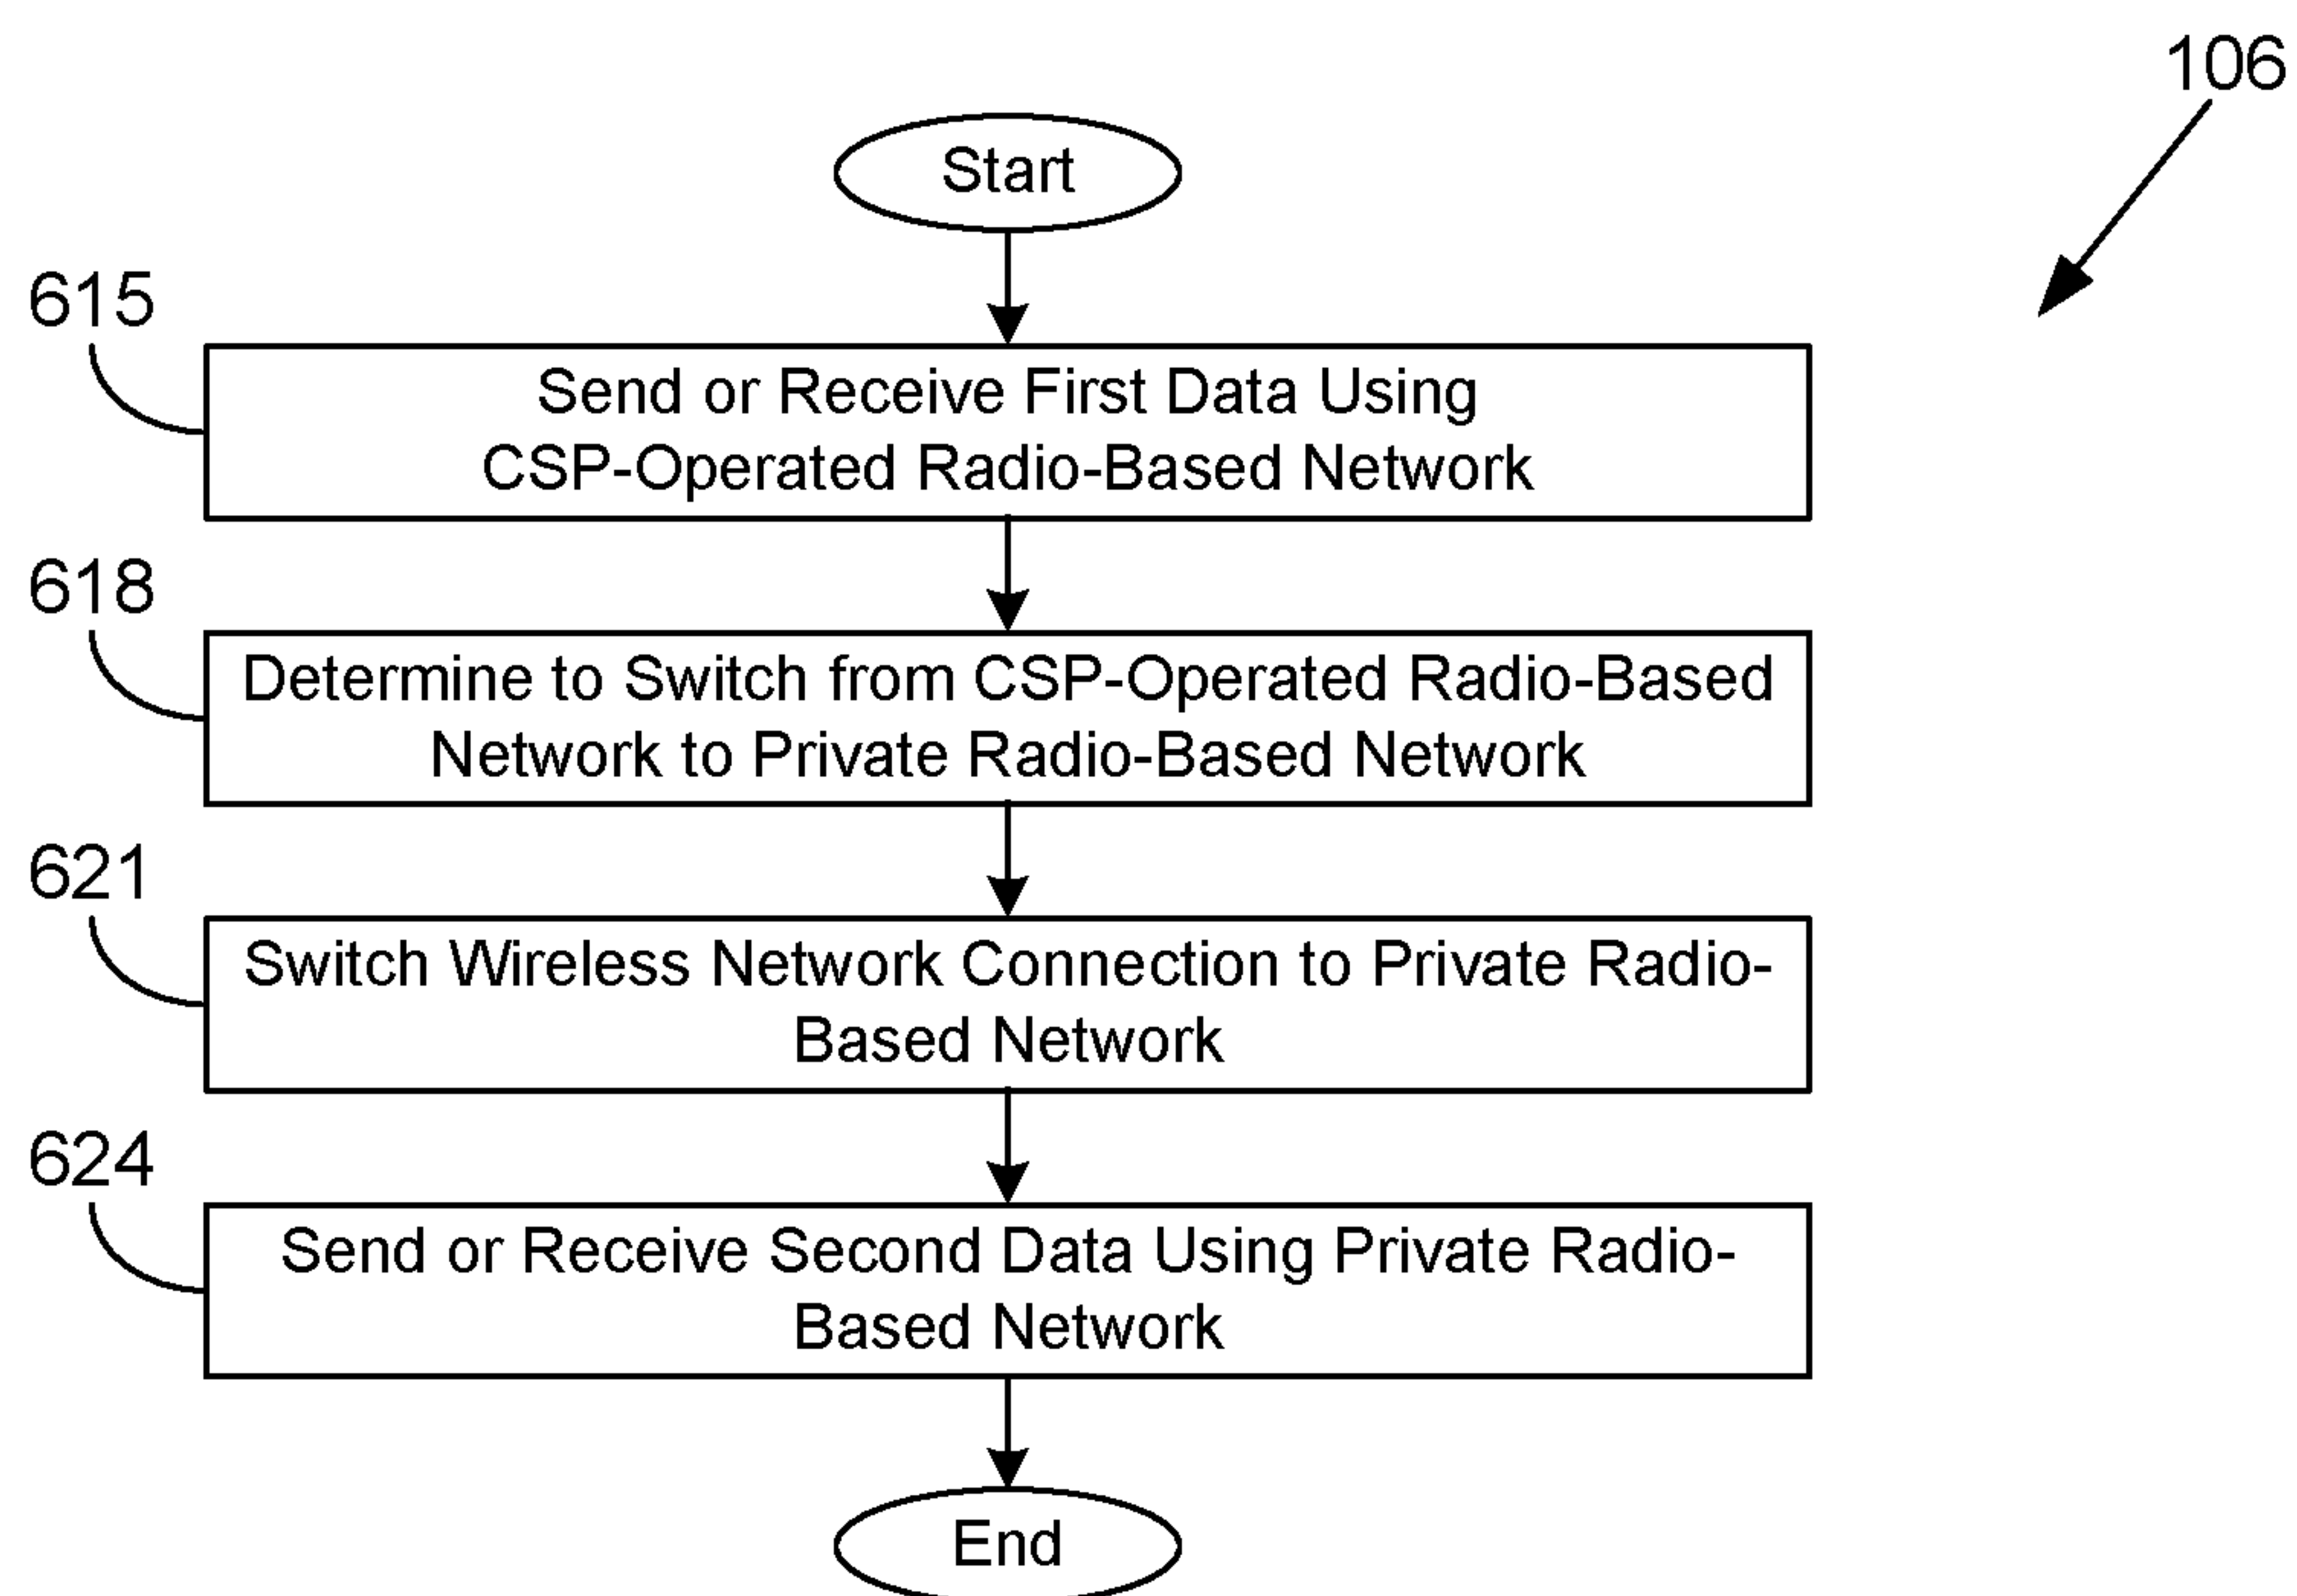 106
Start
615
Send or Receive First Data Using
CSP-Operated Radio-Based Network
618
Determine to Switch from CSP-Operated Radio-Based
Network to Private Radio-Based Network
621
Switch Wireless Network Connection to Private Radio-
Based Network
624
Send or Receive Second Data Using Private Radio-
Based Network
End